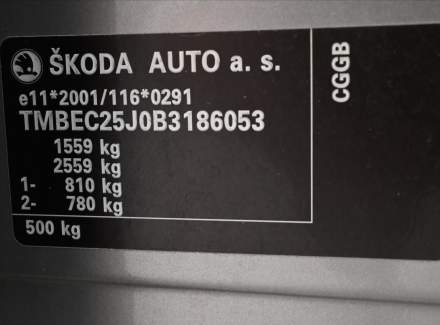 ŠKODA AUTO a. s.
e11*2001/116*0291
TMBEC25J0B3186053
1559 kg
2559 kg
1- 810 kg
2- 780 kg
500 kg
CGGB